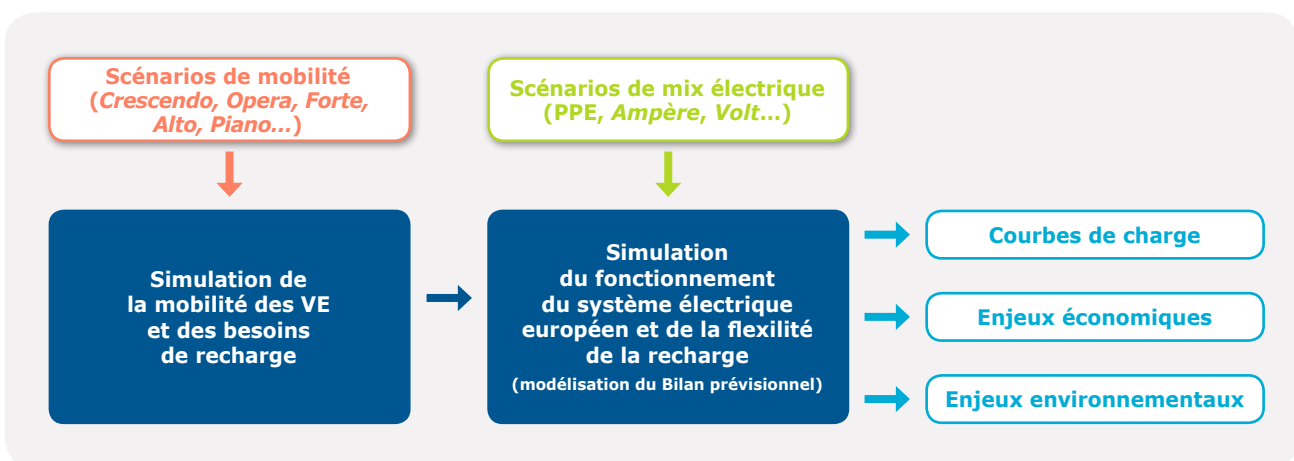 Scénarios de mobilité
(Crescendo, Opera, Forte,
Alto, Piano...)
Scénarios de mix électrique
(PPE, Ampère, Volt...)
Simulation de
la mobilité des VE
et des besoins
de recharge
Simulation
du fonctionnement
du système électrique
européen et de la flexilité
de la recharge
(modélisation du Bilan prévisionnel)
Courbes de charge
Enjeux économiques
Enjeux environnementaux